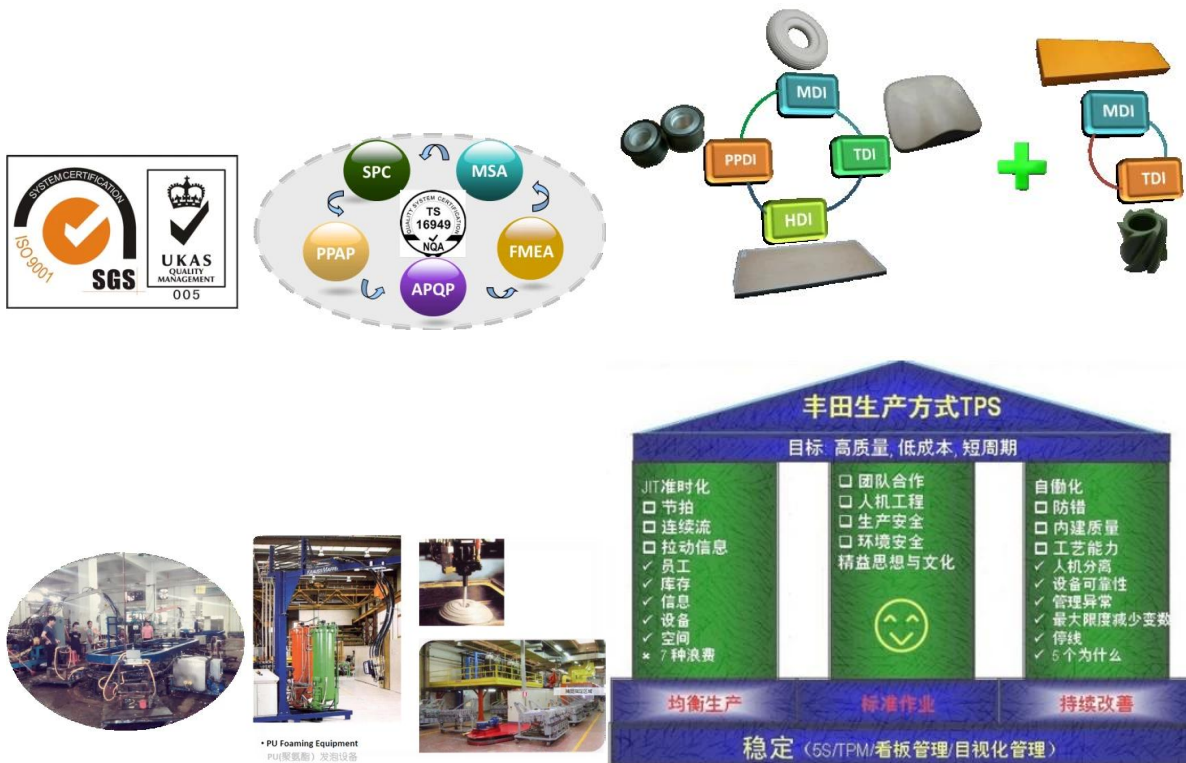 SYSTEM CERTIFICATION
ISO 9001
SGS
UKAS
QUALITY
MANAGEMENT
005
SPC
MSA
PPAP
FMEA
APQP
QUALITY SYSTEM CERTIFICATION
TS
16949
NQA
MDI
PPDI
TDI
HDI
MDI
TDI
• PU Foaming Equipment
PU(聚氨酯）发泡设备
丰田生产方式TPS
目标 高质量, 低成本, 短周期
JIT准时化
节拍
连续流
拉动信息
✓ 员工
✓ 库存
✓ 信息
✓ 设备
✓ 空间
× 7 种浪费
团队合作
人机工程
生产安全
环境安全
精益思想与文化
自働化
防错
内建质量
工艺能力
✓ 人机分离
✓ 设备可靠性
✓ 管理异常
✓ 最大限度减少变数
✓ 停线
✓ 5 个为什么
均衡生产
标准作业
持续改善
稳定（5S/TPM/看板管理/目视化管理）